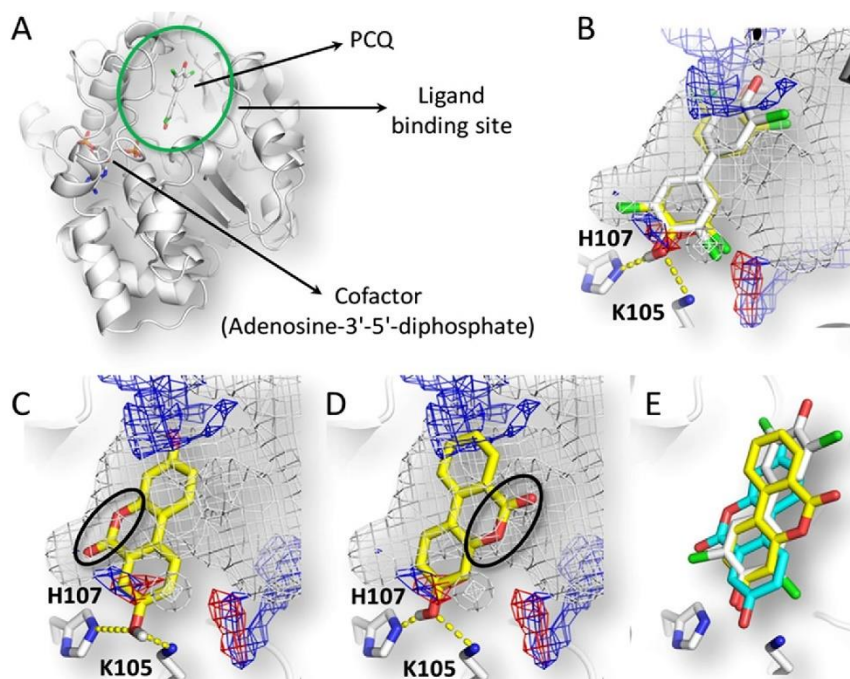 A
PCQ
Ligand
binding site
Cofactor
(Adenosine-3'-5'-diphosphate)
B
H107
K105
C
H107
K105
D
H107
K105
E